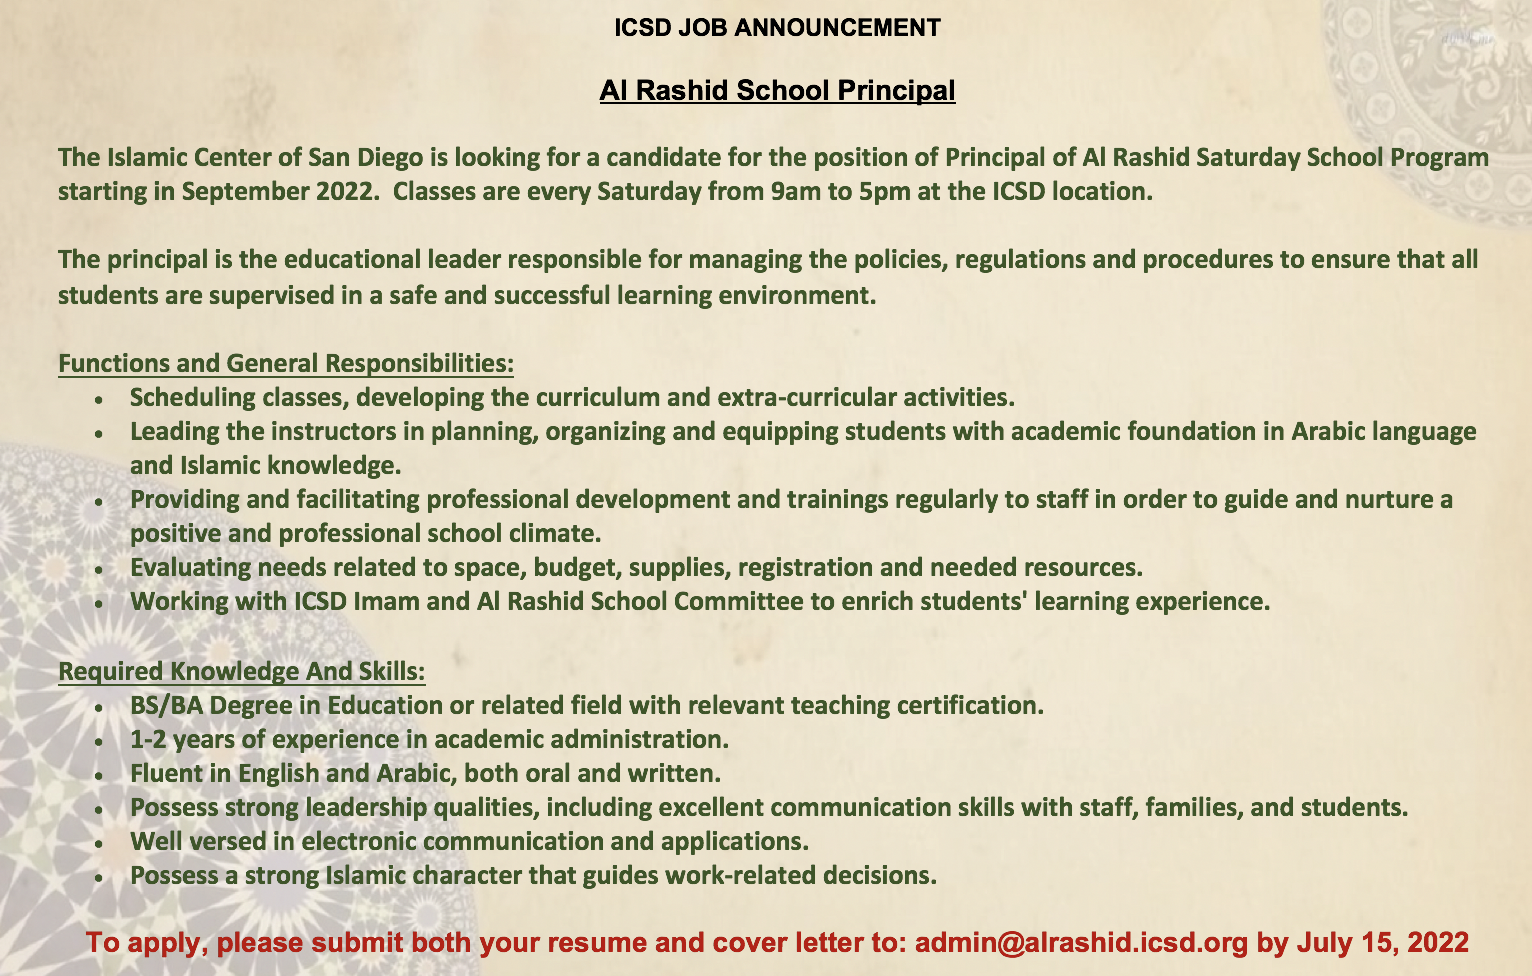 ICSD JOB ANNOUNCEMENT
Al Rashid School Principal
The Islamic Center of San Diego is looking for a candidate for the position of Principal of Al Rashid Saturday School Program
starting in September 2022.  Classes are every Saturday from 9am to 5pm at the ICSD location.
The principal is the educational leader responsible for managing the policies, regulations and procedures to ensure that all
students are supervised in a safe and successful learning environment.
Functions and General Responsibilities:
• Scheduling classes, developing the curriculum and extra-curricular activities.
• Leading the instructors in planning, organizing and equipping students with academic foundation in Arabic language
and Islamic knowledge.
• Providing and facilitating professional development and trainings regularly to staff in order to guide and nurture a
positive and professional school climate.
• Evaluating needs related to space, budget, supplies, registration and needed resources.
• Working with ICSD Imam and Al Rashid School Committee to enrich students' learning experience.
Required Knowledge And Skills:
• BS/BA Degree in Education or related field with relevant teaching certification.
• 1-2 years of experience in academic administration.
• Fluent in English and Arabic, both oral and written.
• Possess strong leadership qualities, including excellent communication skills with staff, families, and students.
• Well versed in electronic communication and applications.
• Possess a strong Islamic character that guides work-related decisions.
To apply, please submit both your resume and cover letter to: admin@alrashid.icsd.org by July 15, 2022